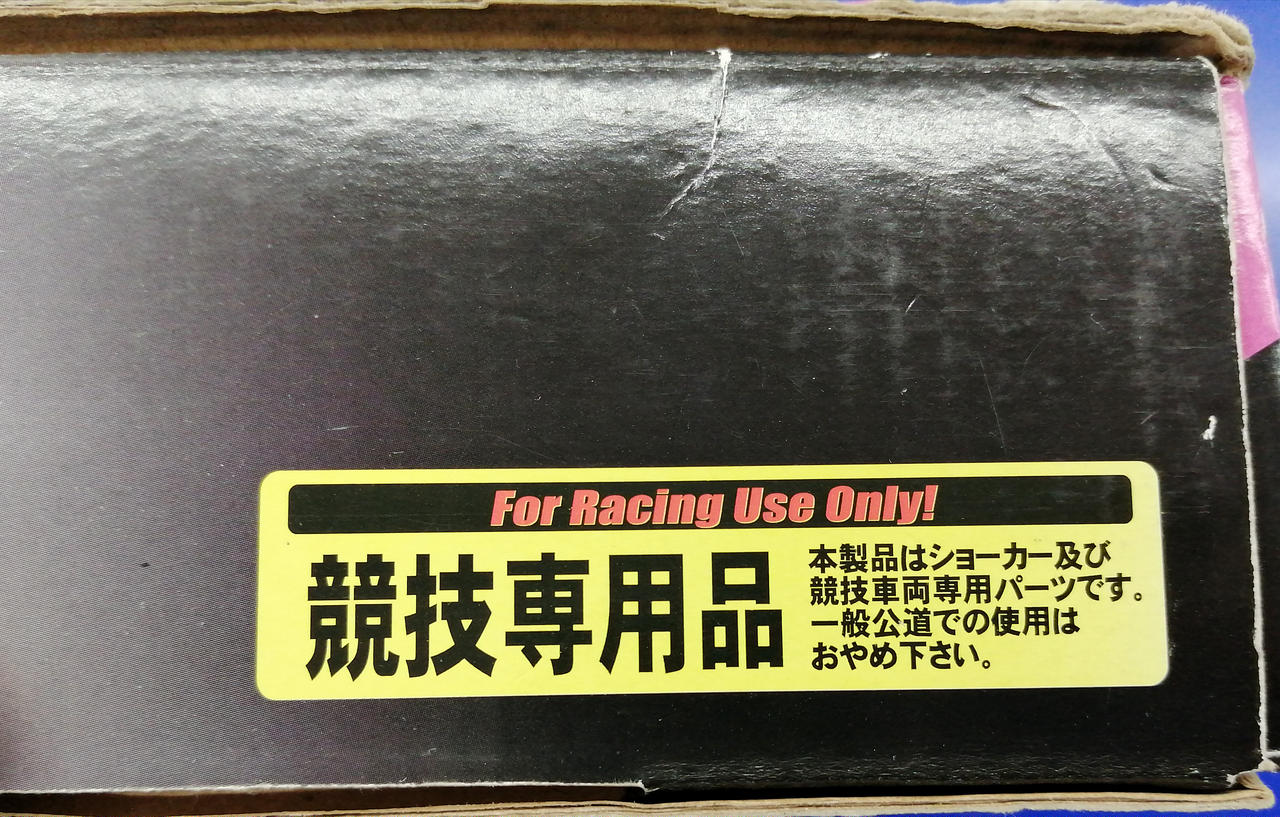 For Racing Use Only!
競技専用品
本製品はショーカー及び
競技車両専用パーツです。
一般公道での使用は
おやめ下さい。